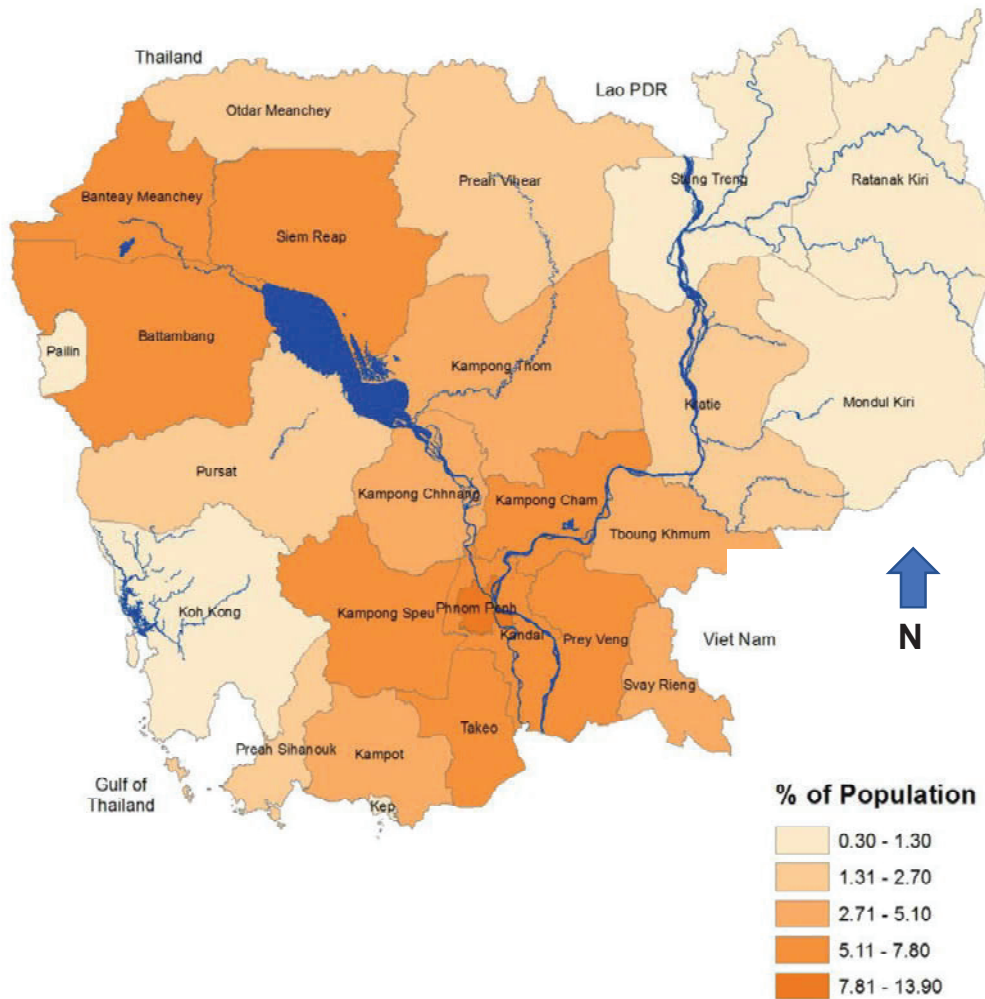 Thailand
Lao PDR
Otdar Meanchey
Stung Treng
Preah Vihear
Ratanak Kiri
Banteay Meanchey
Siem Reap
Battambang
Pailin
Kampong Thom
Kratie
Mondul Kiri
Pursat
Kampong Chhnang
Kampong Cham
Tboung Khmum
Koh Kong
Kampong Speu
Phnom Penh
Kandal
Prey Veng
Viet Nam
N
Svay Rieng
Takeo
Preah Sihanouk
Kampot
Gulf of
Thailand
Kep
% of Population
0.30 - 1.30
1.31 - 2.70
2.71 - 5.10
5.11 - 7.80
7.81 - 13.90